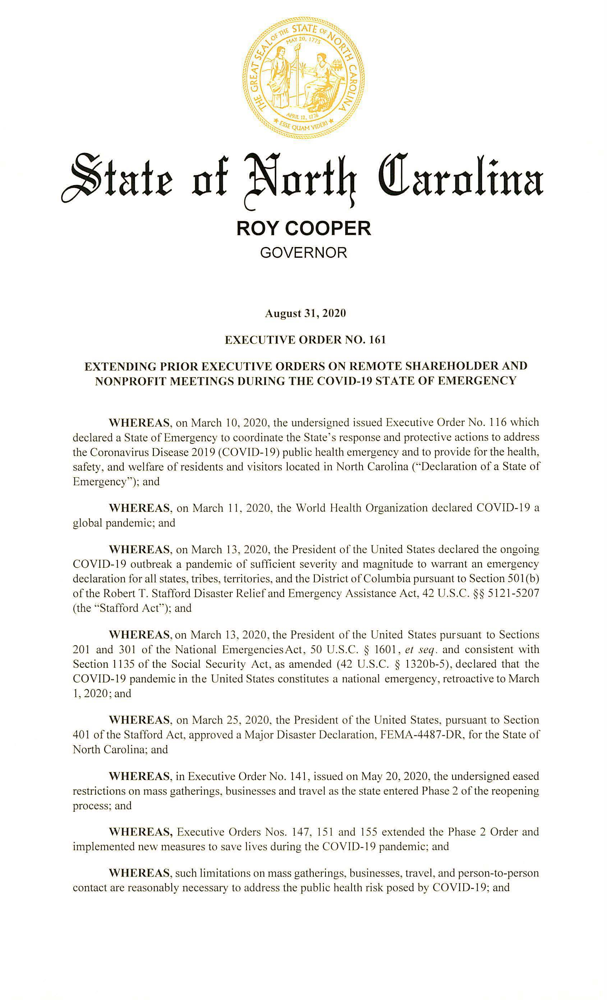 THE GREAT SEAL OF THE STATE OF NORTH CAROLINA
MAY 20, 1775
APRIL 12, 1776
★ ESSE QUAM VIDERI ★
State of North Carolina
ROY COOPER
GOVERNOR
August 31, 2020
EXECUTIVE ORDER NO. 161
EXTENDING PRIOR EXECUTIVE ORDERS ON REMOTE SHAREHOLDER AND
NONPROFIT MEETINGS DURING THE COVID-19 STATE OF EMERGENCY
WHEREAS, on March 10, 2020, the undersigned issued Executive Order No. 116 which
declared a State of Emergency to coordinate the State's response and protective actions to address
the Coronavirus Disease 2019 (COVID-19) public health emergency and to provide for the health,
safety, and welfare of residents and visitors located in North Carolina (“Declaration of a State of
Emergency”); and
WHEREAS, on March 11, 2020, the World Health Organization declared COVID-19 a
global pandemic; and
WHEREAS, on March 13, 2020, the President of the United States declared the ongoing
COVID-19 outbreak a pandemic of sufficient severity and magnitude to warrant an emergency
declaration for all states, tribes, territories, and the District of Columbia pursuant to Section 501(b)
of the Robert T. Stafford Disaster Relief and Emergency Assistance Act, 42 U.S.C. §§ 5121-5207
(the “Stafford Act”); and
WHEREAS, on March 13, 2020, the President of the United States pursuant to Sections
201 and 301 of the National Emergencies Act, 50 U.S.C. § 1601, et seq. and consistent with
Section 1135 of the Social Security Act, as amended (42 U.S.C. § 1320b-5), declared that the
COVID-19 pandemic in the United States constitutes a national emergency, retroactive to March
1, 2020; and
WHEREAS, on March 25, 2020, the President of the United States, pursuant to Section
401 of the Stafford Act, approved a Major Disaster Declaration, FEMA-4487-DR, for the State of
North Carolina; and
WHEREAS, in Executive Order No. 141, issued on May 20, 2020, the undersigned eased
restrictions on mass gatherings, businesses and travel as the state entered Phase 2 of the reopening
process; and
WHEREAS, Executive Orders Nos. 147, 151 and 155 extended the Phase 2 Order and
implemented new measures to save lives during the COVID-19 pandemic; and
WHEREAS, such limitations on mass gatherings, businesses, travel, and person-to-person
contact are reasonably necessary to address the public health risk posed by COVID-19; and